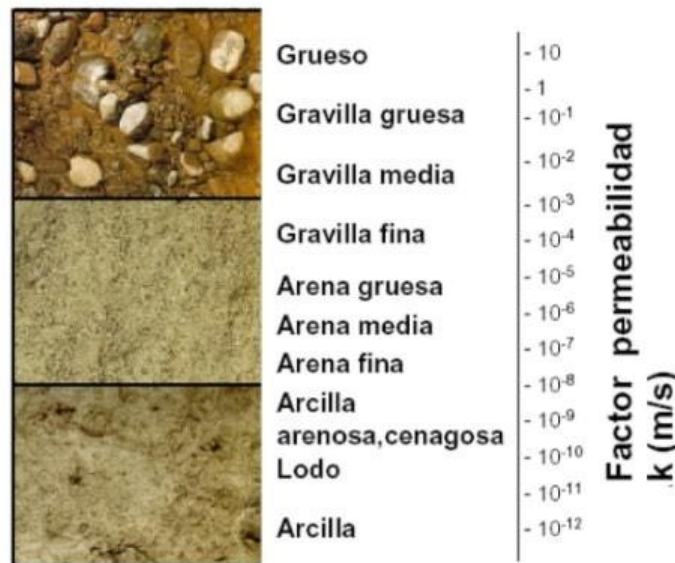 Grueso
Gravilla gruesa
Gravilla media
Gravilla fina
Arena gruesa
Arena media
Arena fina
Arcilla
arenosa,cenagosa
Lodo
Arcilla
- 10
- 1
- 10⁻¹
- 10⁻²
- 10⁻³
- 10⁻⁴
- 10⁻⁵
- 10⁻⁶
- 10⁻⁷
- 10⁻⁸
- 10⁻⁹
- 10⁻¹⁰
- 10⁻¹¹
- 10⁻¹²
Factor permeabilidad
.k (m/s)